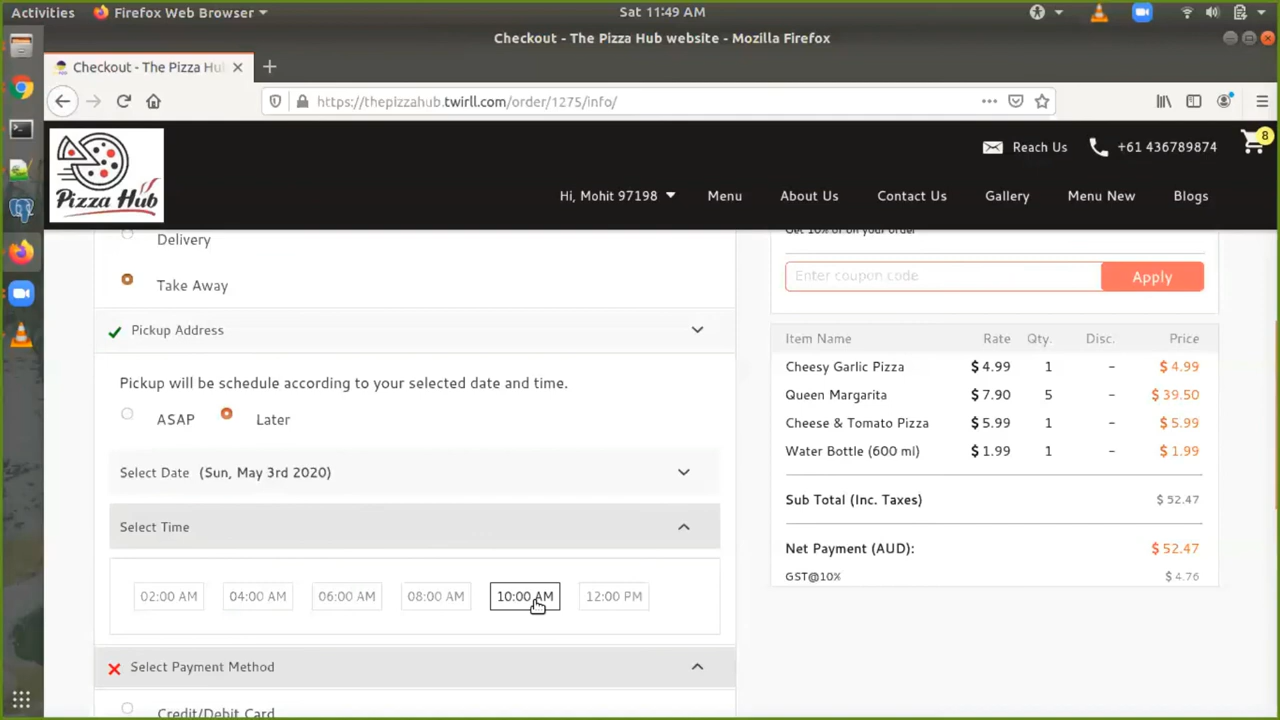 Activities Firefox Web Browser Sat 11:49 AM
Checkout - The Pizza Hub website - Mozilla Firefox
Checkout - The Pizza Hu
https://thepizzahub.twirll.com/order/1275/info/
Pizza Hub
Reach Us +61 436789874 8
Hi, Mohit 97198 Menu About Us Contact Us Gallery Menu New Blogs
Delivery
Take Away
Pickup Address
Pickup will be schedule according to your selected date and time.
ASAP Later
Select Date (Sun, May 3rd 2020)
Select Time
02:00 AM 04:00 AM 06:00 AM 08:00 AM 10:00 AM 12:00 PM
Select Payment Method
Credit/Debit Card
Get 10% of on your order
Enter coupon code Apply
Item Name Rate Qty. Disc. Price
Cheesy Garlic Pizza $ 4.99 1 – $ 4.99
Queen Margarita $ 7.90 5 – $ 39.50
Cheese & Tomato Pizza $ 5.99 1 – $ 5.99
Water Bottle (600 ml) $ 1.99 1 – $ 1.99
Sub Total (Inc. Taxes) $ 52.47
Net Payment (AUD): $ 52.47
GST@10% $ 4.76